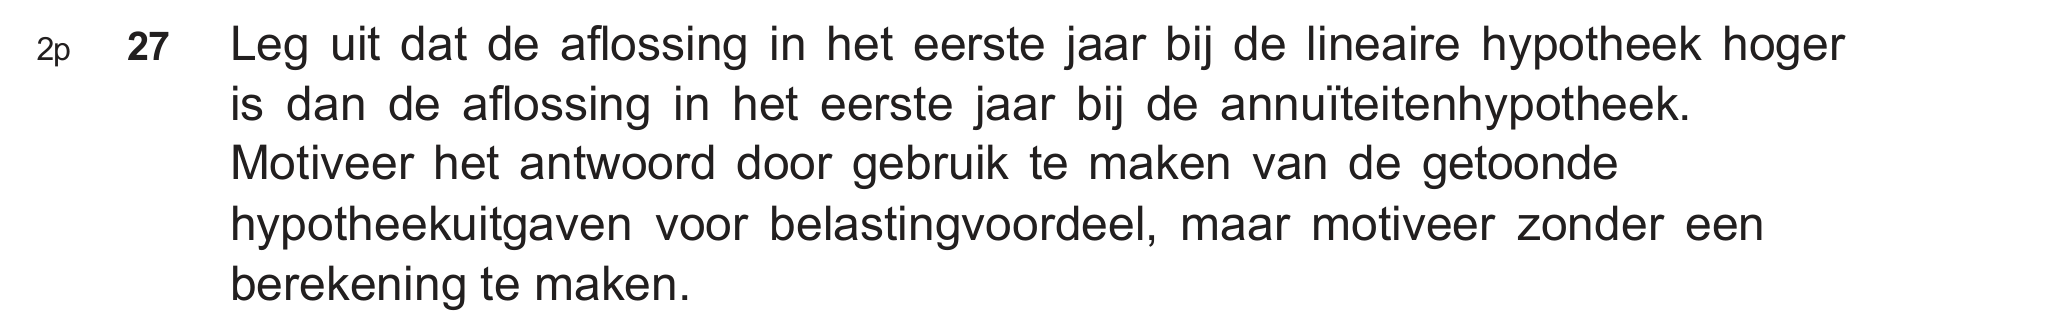 2p 27 Leg uit dat de aflossing in het eerste jaar bij de lineaire hypotheek hoger
is dan de aflossing in het eerste jaar bij de annuïteitenhypotheek.
Motiveer het antwoord door gebruik te maken van de getoonde
hypotheekuitgaven voor belastingvoordeel, maar motiveer zonder een
berekening te maken.